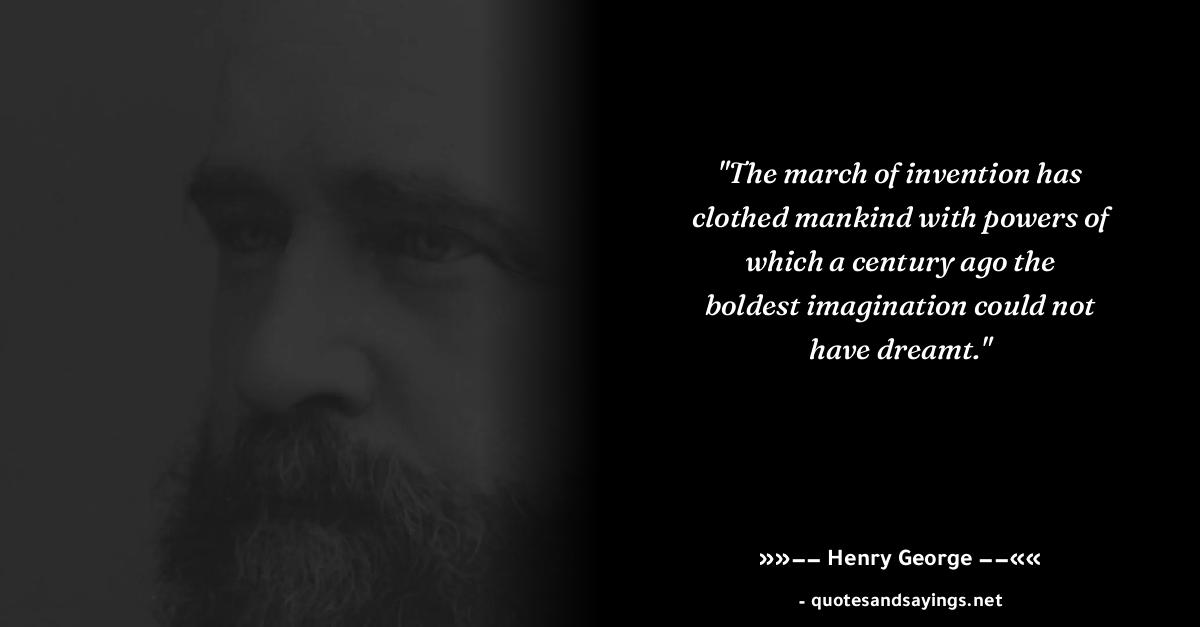 "The march of invention has
clothed mankind with powers of
which a century ago the
boldest imagination could not
have dreamt."
»»–– Henry George ––««
- quotesandsayings.net